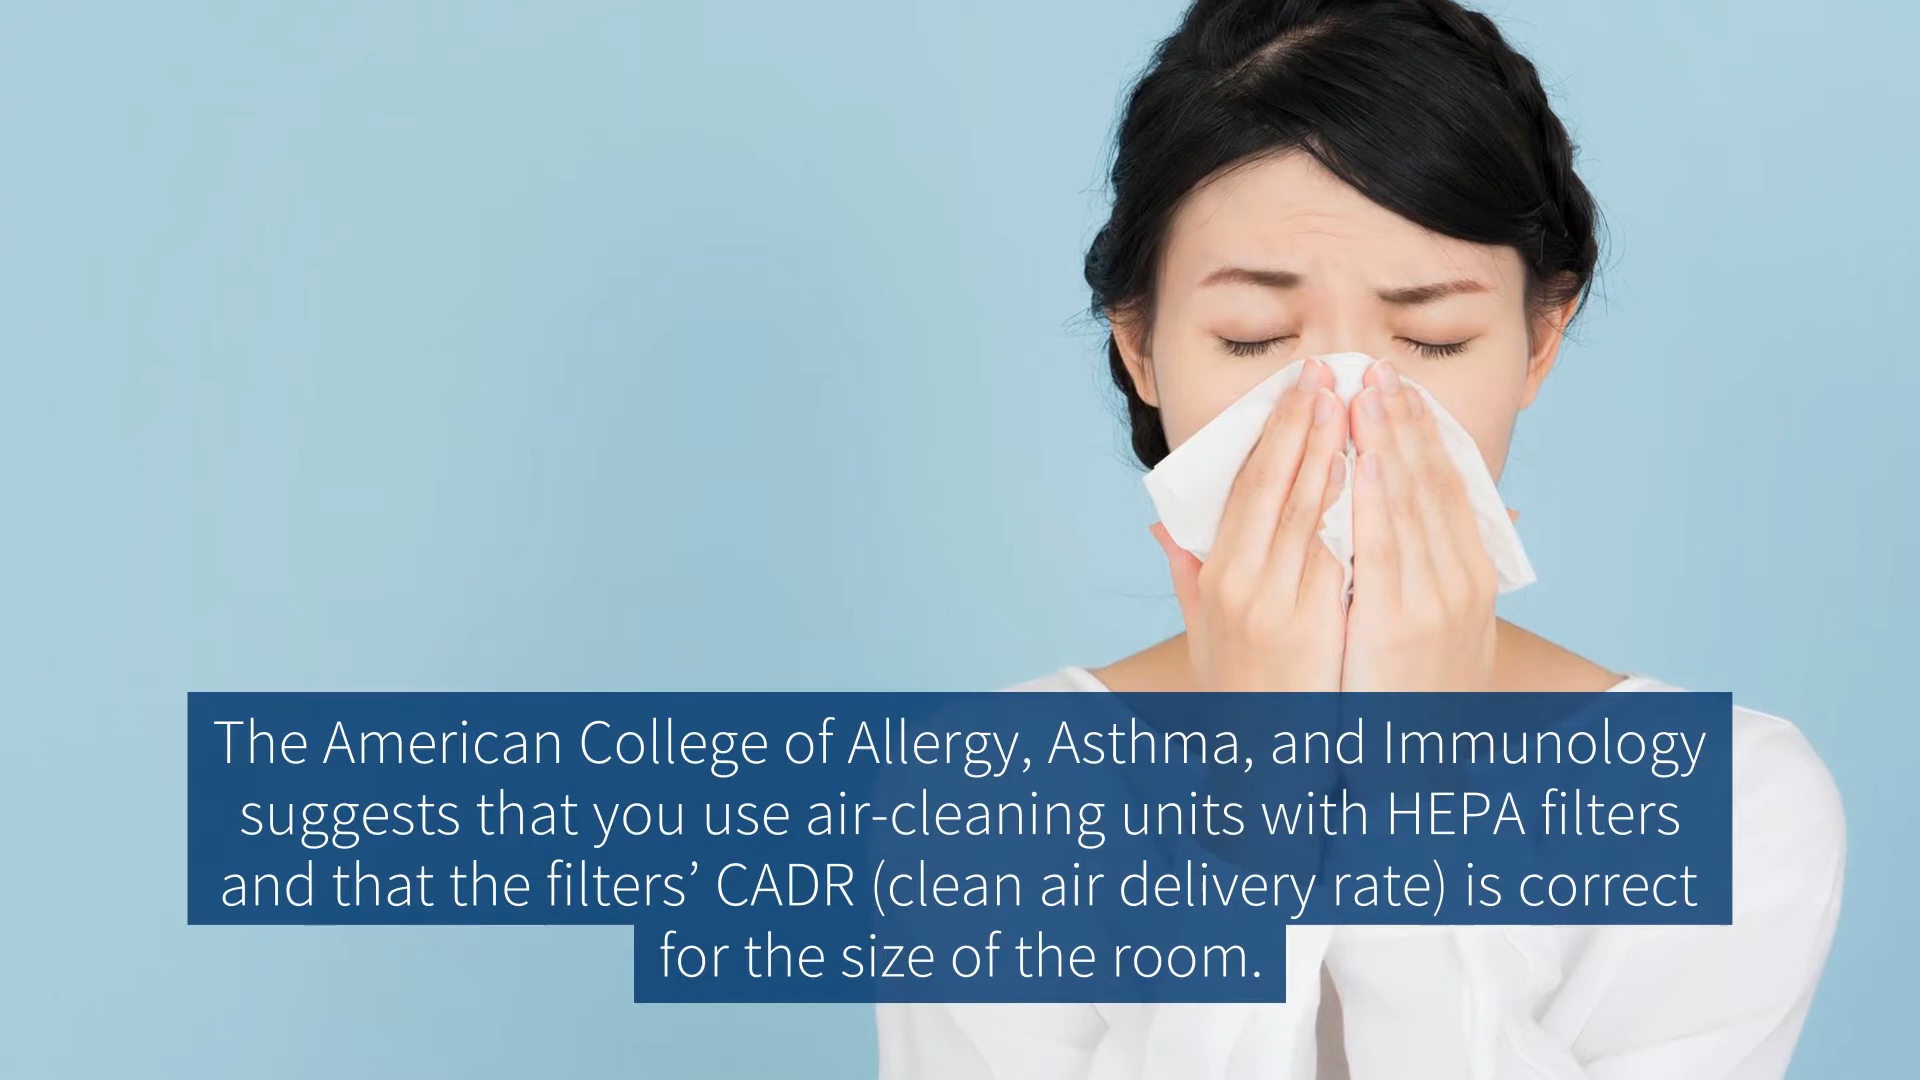 The American College of Allergy, Asthma, and Immunology
suggests that you use air-cleaning units with HEPA filters
and that the filters’ CADR (clean air delivery rate) is correct
for the size of the room.